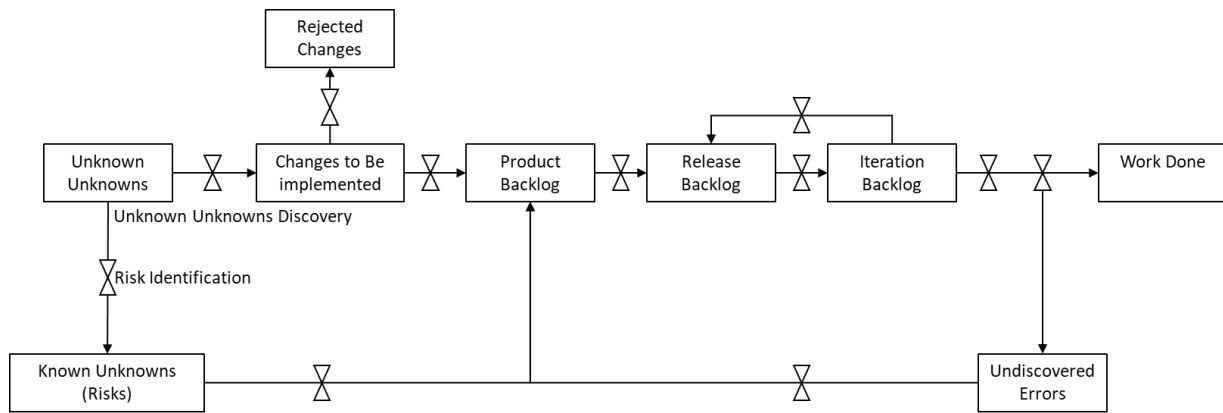 Rejected
Changes
Unknown
Unknowns
Changes to Be
implemented
Product
Backlog
Release
Backlog
Iteration
Backlog
Work Done
Unknown Unknowns Discovery
Risk Identification
Known Unknowns
(Risks)
Undiscovered
Errors